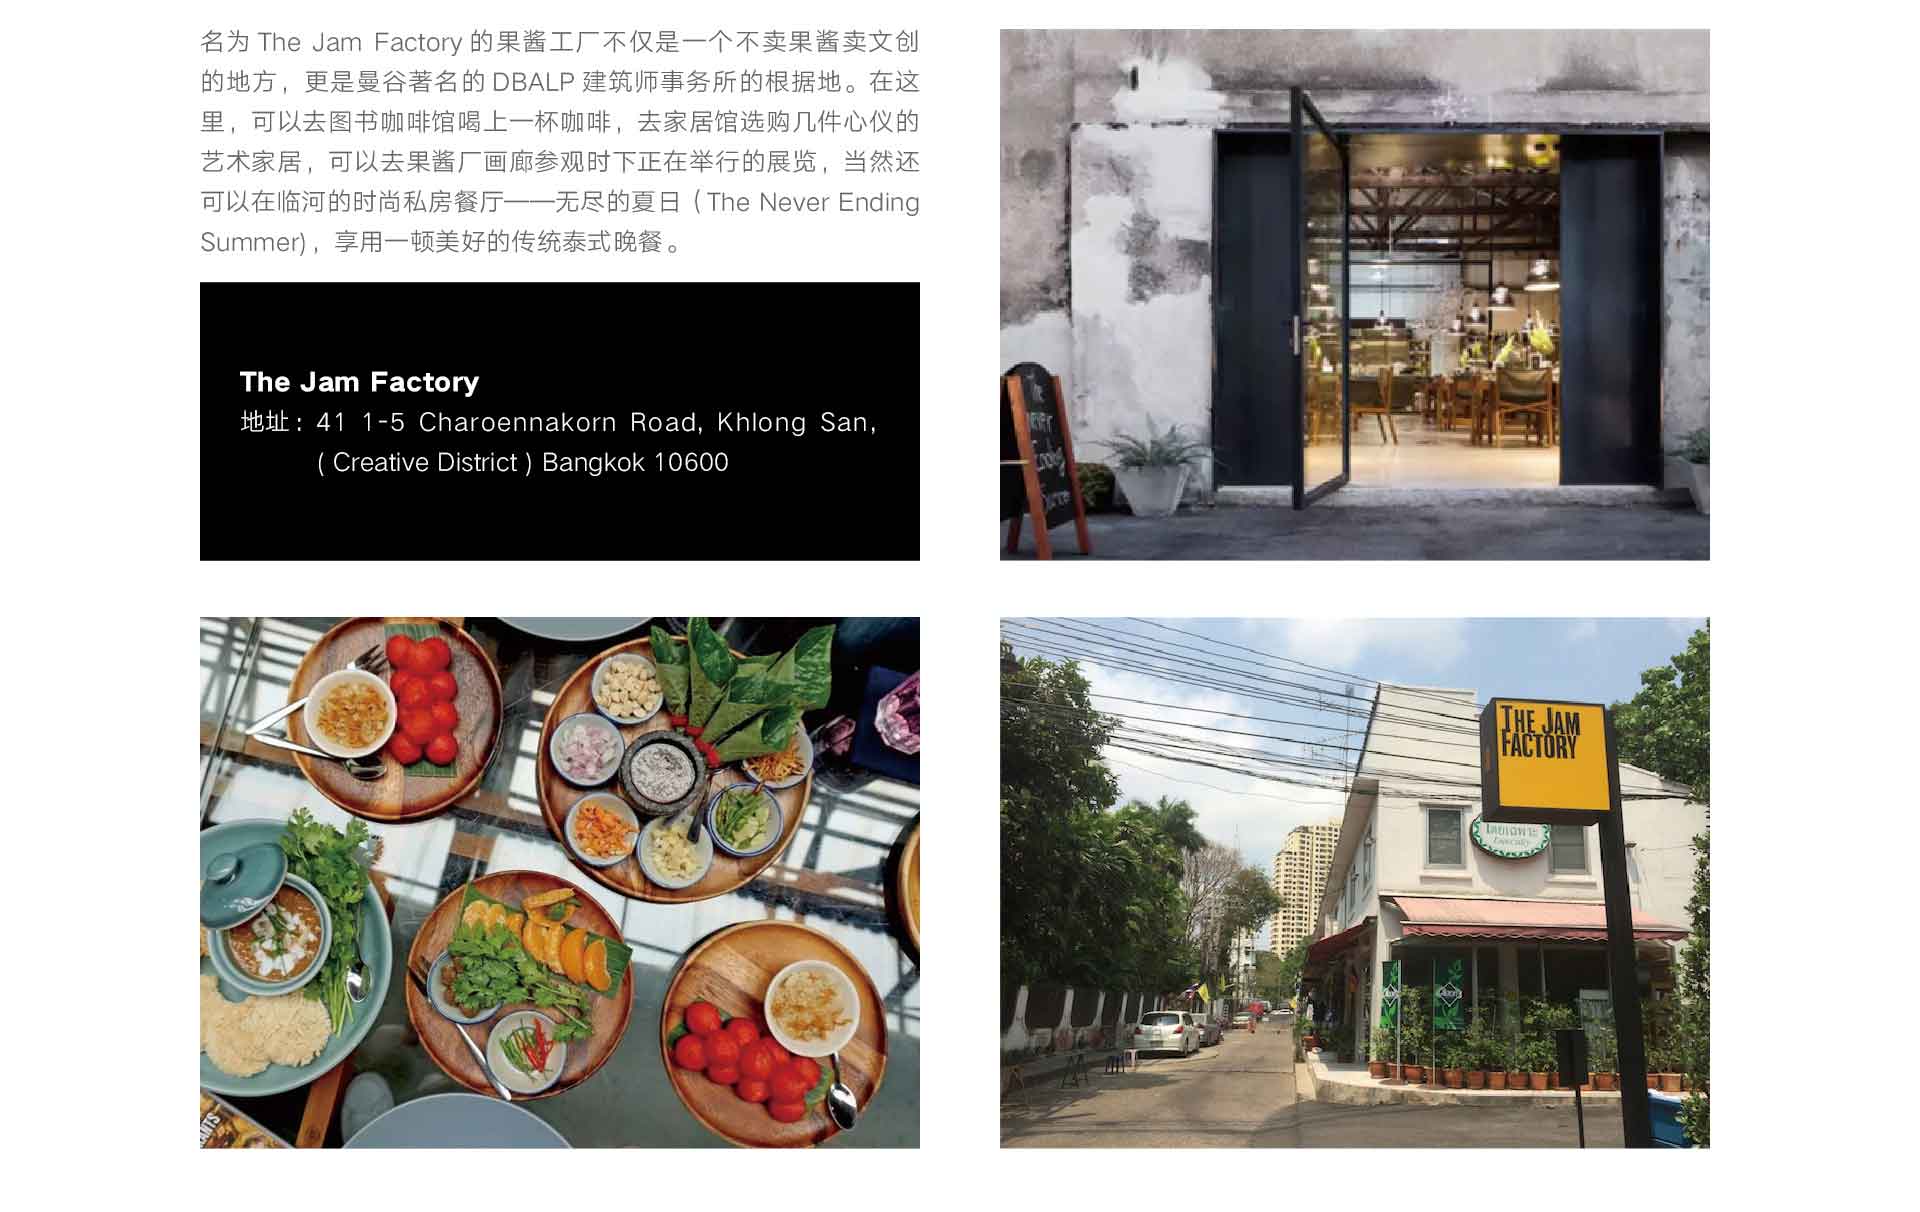 名为 The Jam Factory 的果酱工厂不仅是一个不卖果酱卖文创
的地方，更是曼谷著名的 DBALP 建筑师事务所的根据地。在这
里，可以去图书咖啡馆喝上一杯咖啡，去家居馆选购几件心仪的
艺术家居，可以去果酱厂画廊参观时下正在举行的展览，当然还
可以在临河的时尚私房餐厅——无尽的夏日（The Never Ending
Summer)，享用一顿美好的传统泰式晚餐。
The Jam Factory
地址：41 1-5 Charoennakorn Road, Khlong San,
( Creative District ) Bangkok 10600
The
Never
Ending
Summer
THE JAM
FACTORY